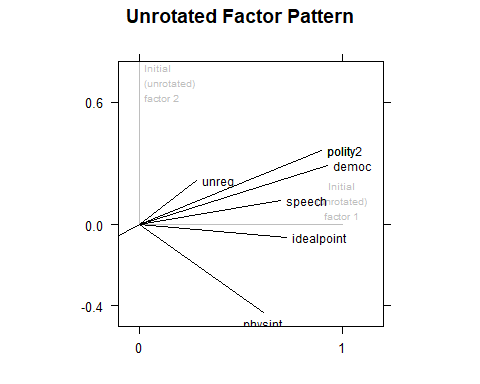 Unrotated Factor Pattern
Initial
(unrotated)
factor 2
0.6
polity2
democ
unreg
Initial
speech
(unrotated)
factor 1
0.0
idealpoint
-0.4
physint
0
1